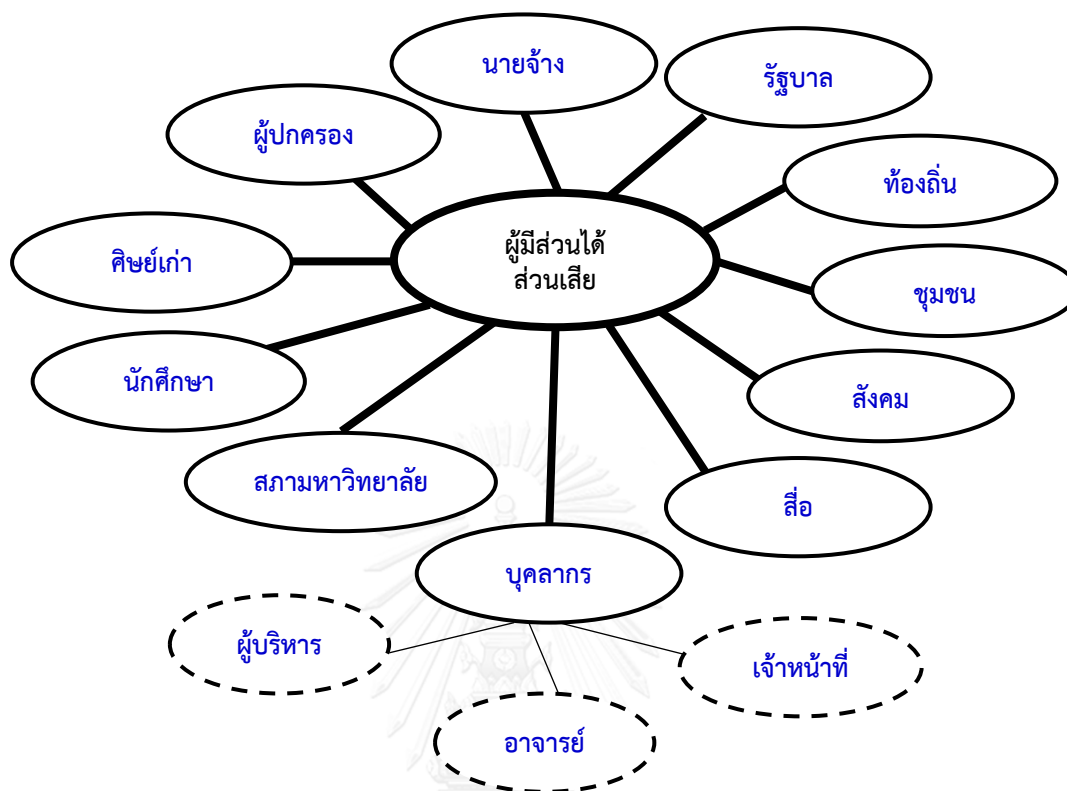 นายจ้าง
รัฐบาล
ผู้ปกครอง
ท้องถิ่น
ผู้มีส่วนได้
ส่วนเสีย
ศิษย์เก่า
ชุมชน
นักศึกษา
สังคม
สภามหาวิทยาลัย
สื่อ
บุคลากร
ผู้บริหาร
เจ้าหน้าที่
อาจารย์